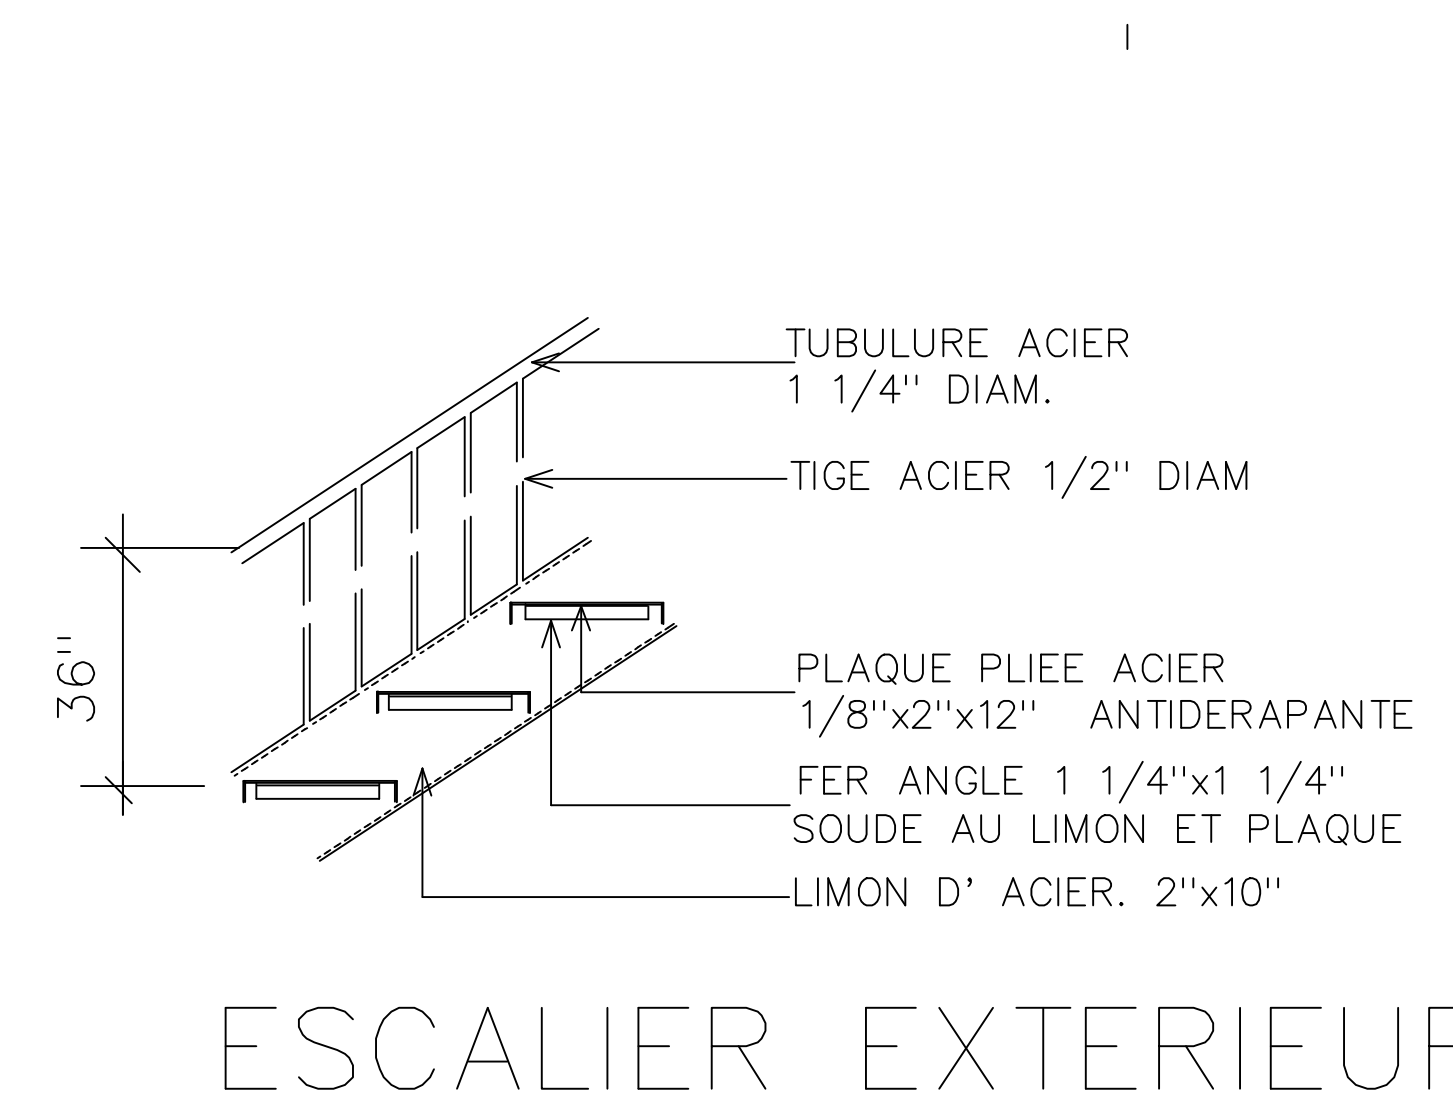 TUBULURE ACIER
1 1/4" DIAM.
TIGE ACIER 1/2" DIAM
36"
PLAQUE PLIEE ACIER
1/8"x2"x12" ANTIDERAPANTE
FER ANGLE 1 1/4"x1 1/4"
SOUDE AU LIMON ET PLAQUE
LIMON D' ACIER. 2"x10"
ESCALIER EXTERIEUR